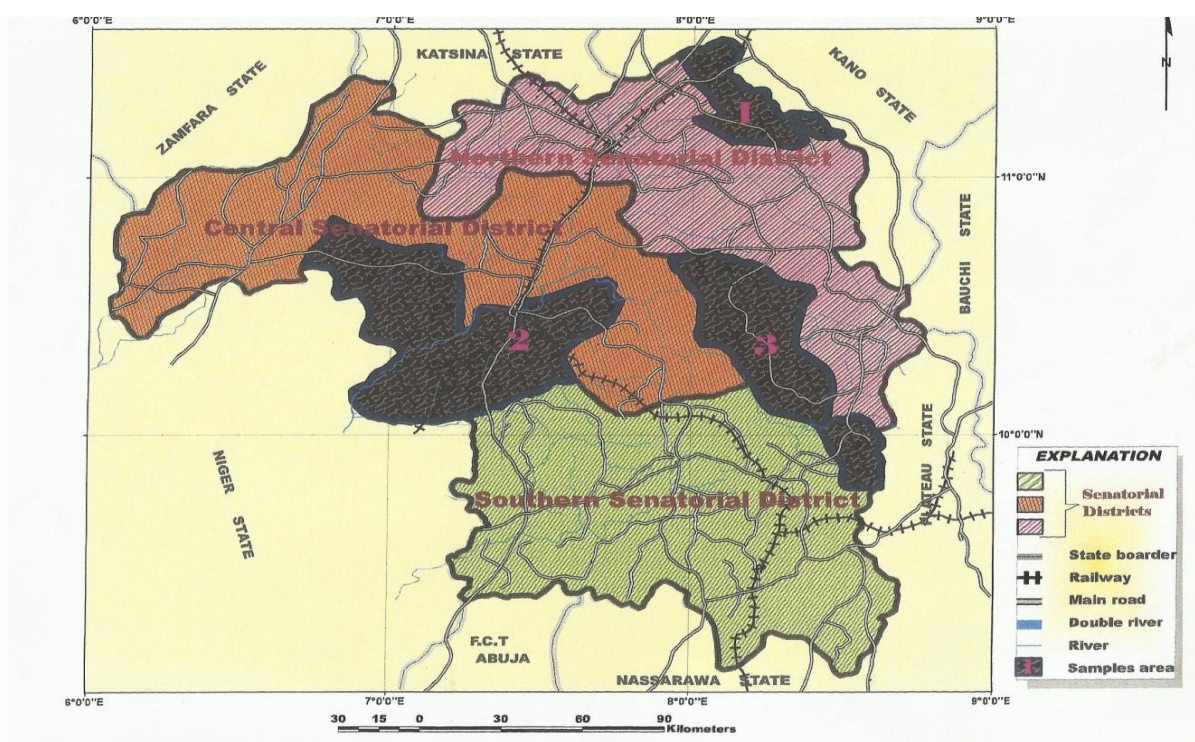 6°0'0"E
7°0'0"E
8°0'0"E
9°0'0"E
N
KATSINA STATE
KANO STATE
ZAMFARA STATE
1
Northern Senatorial District
11°0'0"N
Central Senatorial District
BAUCHI STATE
2
3
PLATEAU STATE
10°0'0"N
NIGER STATE
Southern Senatorial District
EXPLANATION
Senatorial
Districts
State boarder
Railway
Main road
Double river
River
1
Samples area
F.C.T
ABUJA
NASSARAWA STATE
6°0'0"E
7°0'0"E
8°0'0"E
9°0'0"E
30 15 0 30 60 90
Kilometers